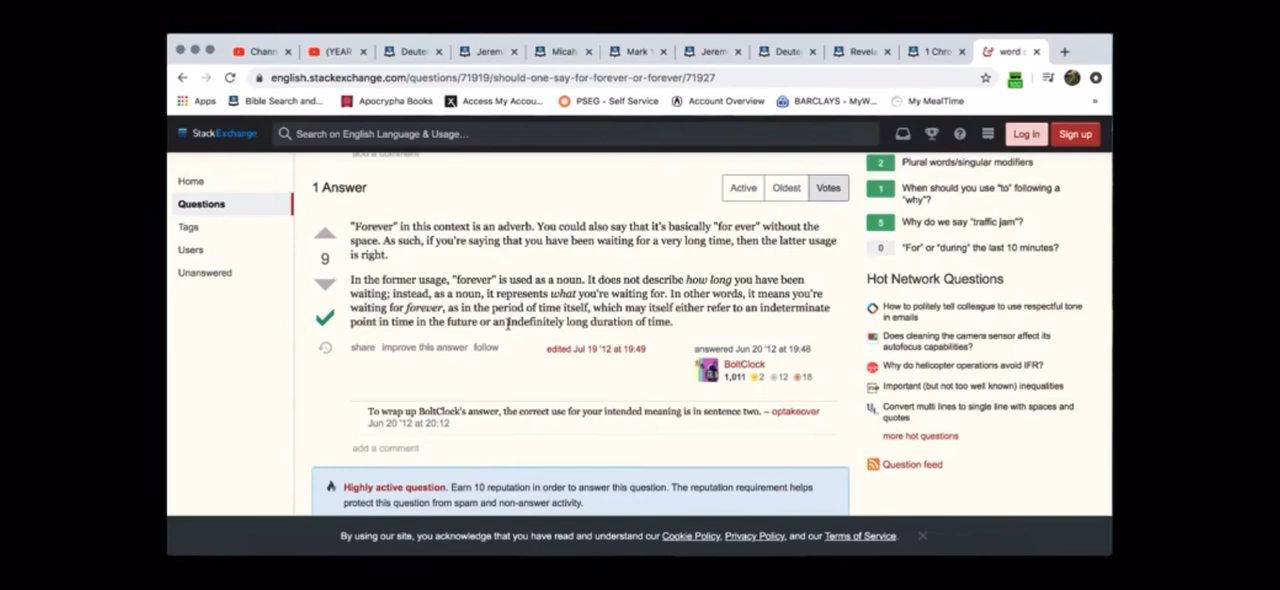 Chann
(YEAR
Deute
Jerem
Micah
Mark
Jerem
Deute
Revela
1 Chro
word c
english.stackexchange.com/questions/71919/should-one-say-for-forever-or-forever/71927
100
Apps
Bible Search and...
Apocrypha Books
Access My Accou...
PSEG - Self Service
Account Overview
BARCLAYS - MyW...
My MealTime
»
StackExchange
Search on English Language & Usage...
Log in
Sign up
Home
Questions
Tags
Users
Unanswered
add a comment
1 Answer
Active
Oldest
Votes
9
"Forever" in this context is an adverb. You could also say that it's basically "for ever" without the
space. As such, if you're saying that you have been waiting for a very long time, then the latter usage
is right.
In the former usage, "forever" is used as a noun. It does not describe how long you have been
waiting; instead, as a noun, it represents what you're waiting for. In other words, it means you're
waiting for forever, as in the period of time itself, which may itself either refer to an indeterminate
point in time in the future or an indefinitely long duration of time.
share improve this answer follow
edited Jul 19 '12 at 19:49
answered Jun 20 '12 at 19:48
BoltClock
1,011 2 12 18
To wrap up BoltClock's answer, the correct use for your intended meaning is in sentence two. – optakeover
Jun 20 '12 at 20:12
add a comment
Highly active question. Earn 10 reputation in order to answer this question. The reputation requirement helps
protect this question from spam and non-answer activity.
2 Plural words/singular modifiers
1 When should you use "to" following a
"why"?
5 Why do we say "traffic jam"?
0 "For" or "during" the last 10 minutes?
Hot Network Questions
How to politely tell colleague to use respectful tone
in emails
Does cleaning the camera sensor affect its
autofocus capabilities?
Why do helicopter operations avoid IFR?
Important (but not too well known) inequalities
Convert multi lines to single line with spaces and
quotes
more hot questions
Question feed
By using our site, you acknowledge that you have read and understand our Cookie Policy, Privacy Policy, and our Terms of Service.